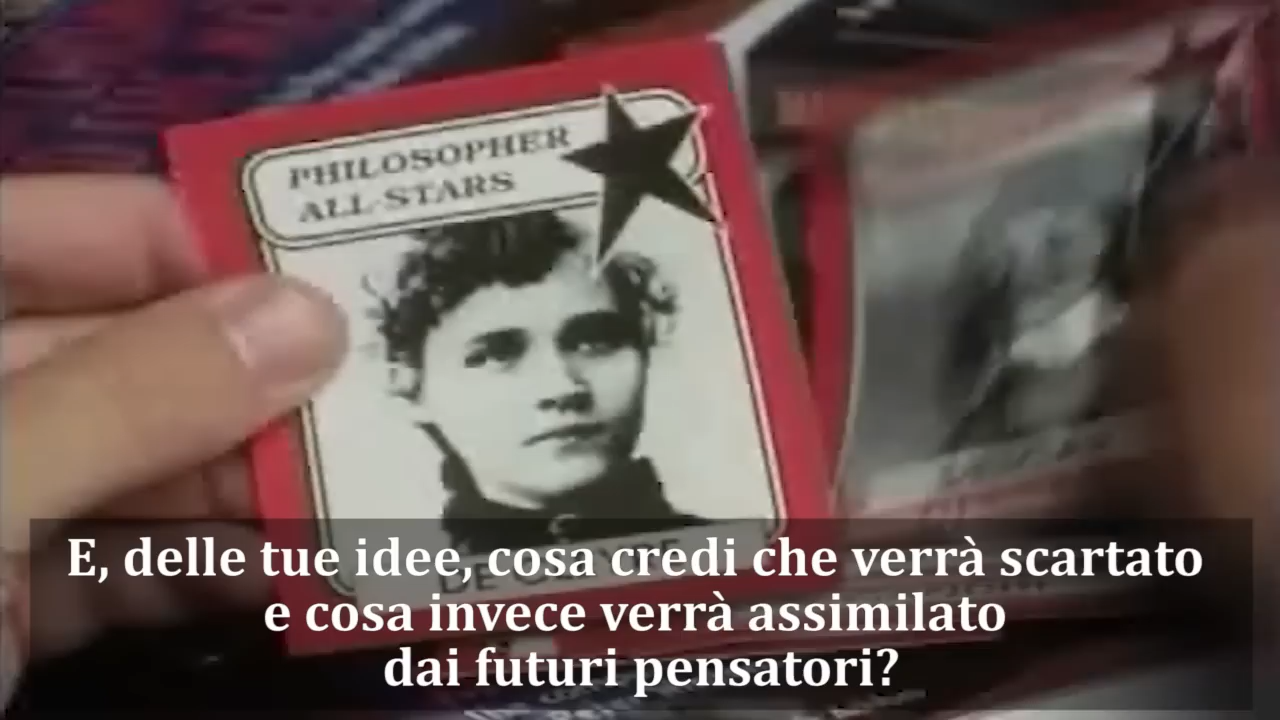 PHILOSOPHER
ALL-STARS
E, delle tue idee, cosa credi che verrà scartato
e cosa invece verrà assimilato
dai futuri pensatori?